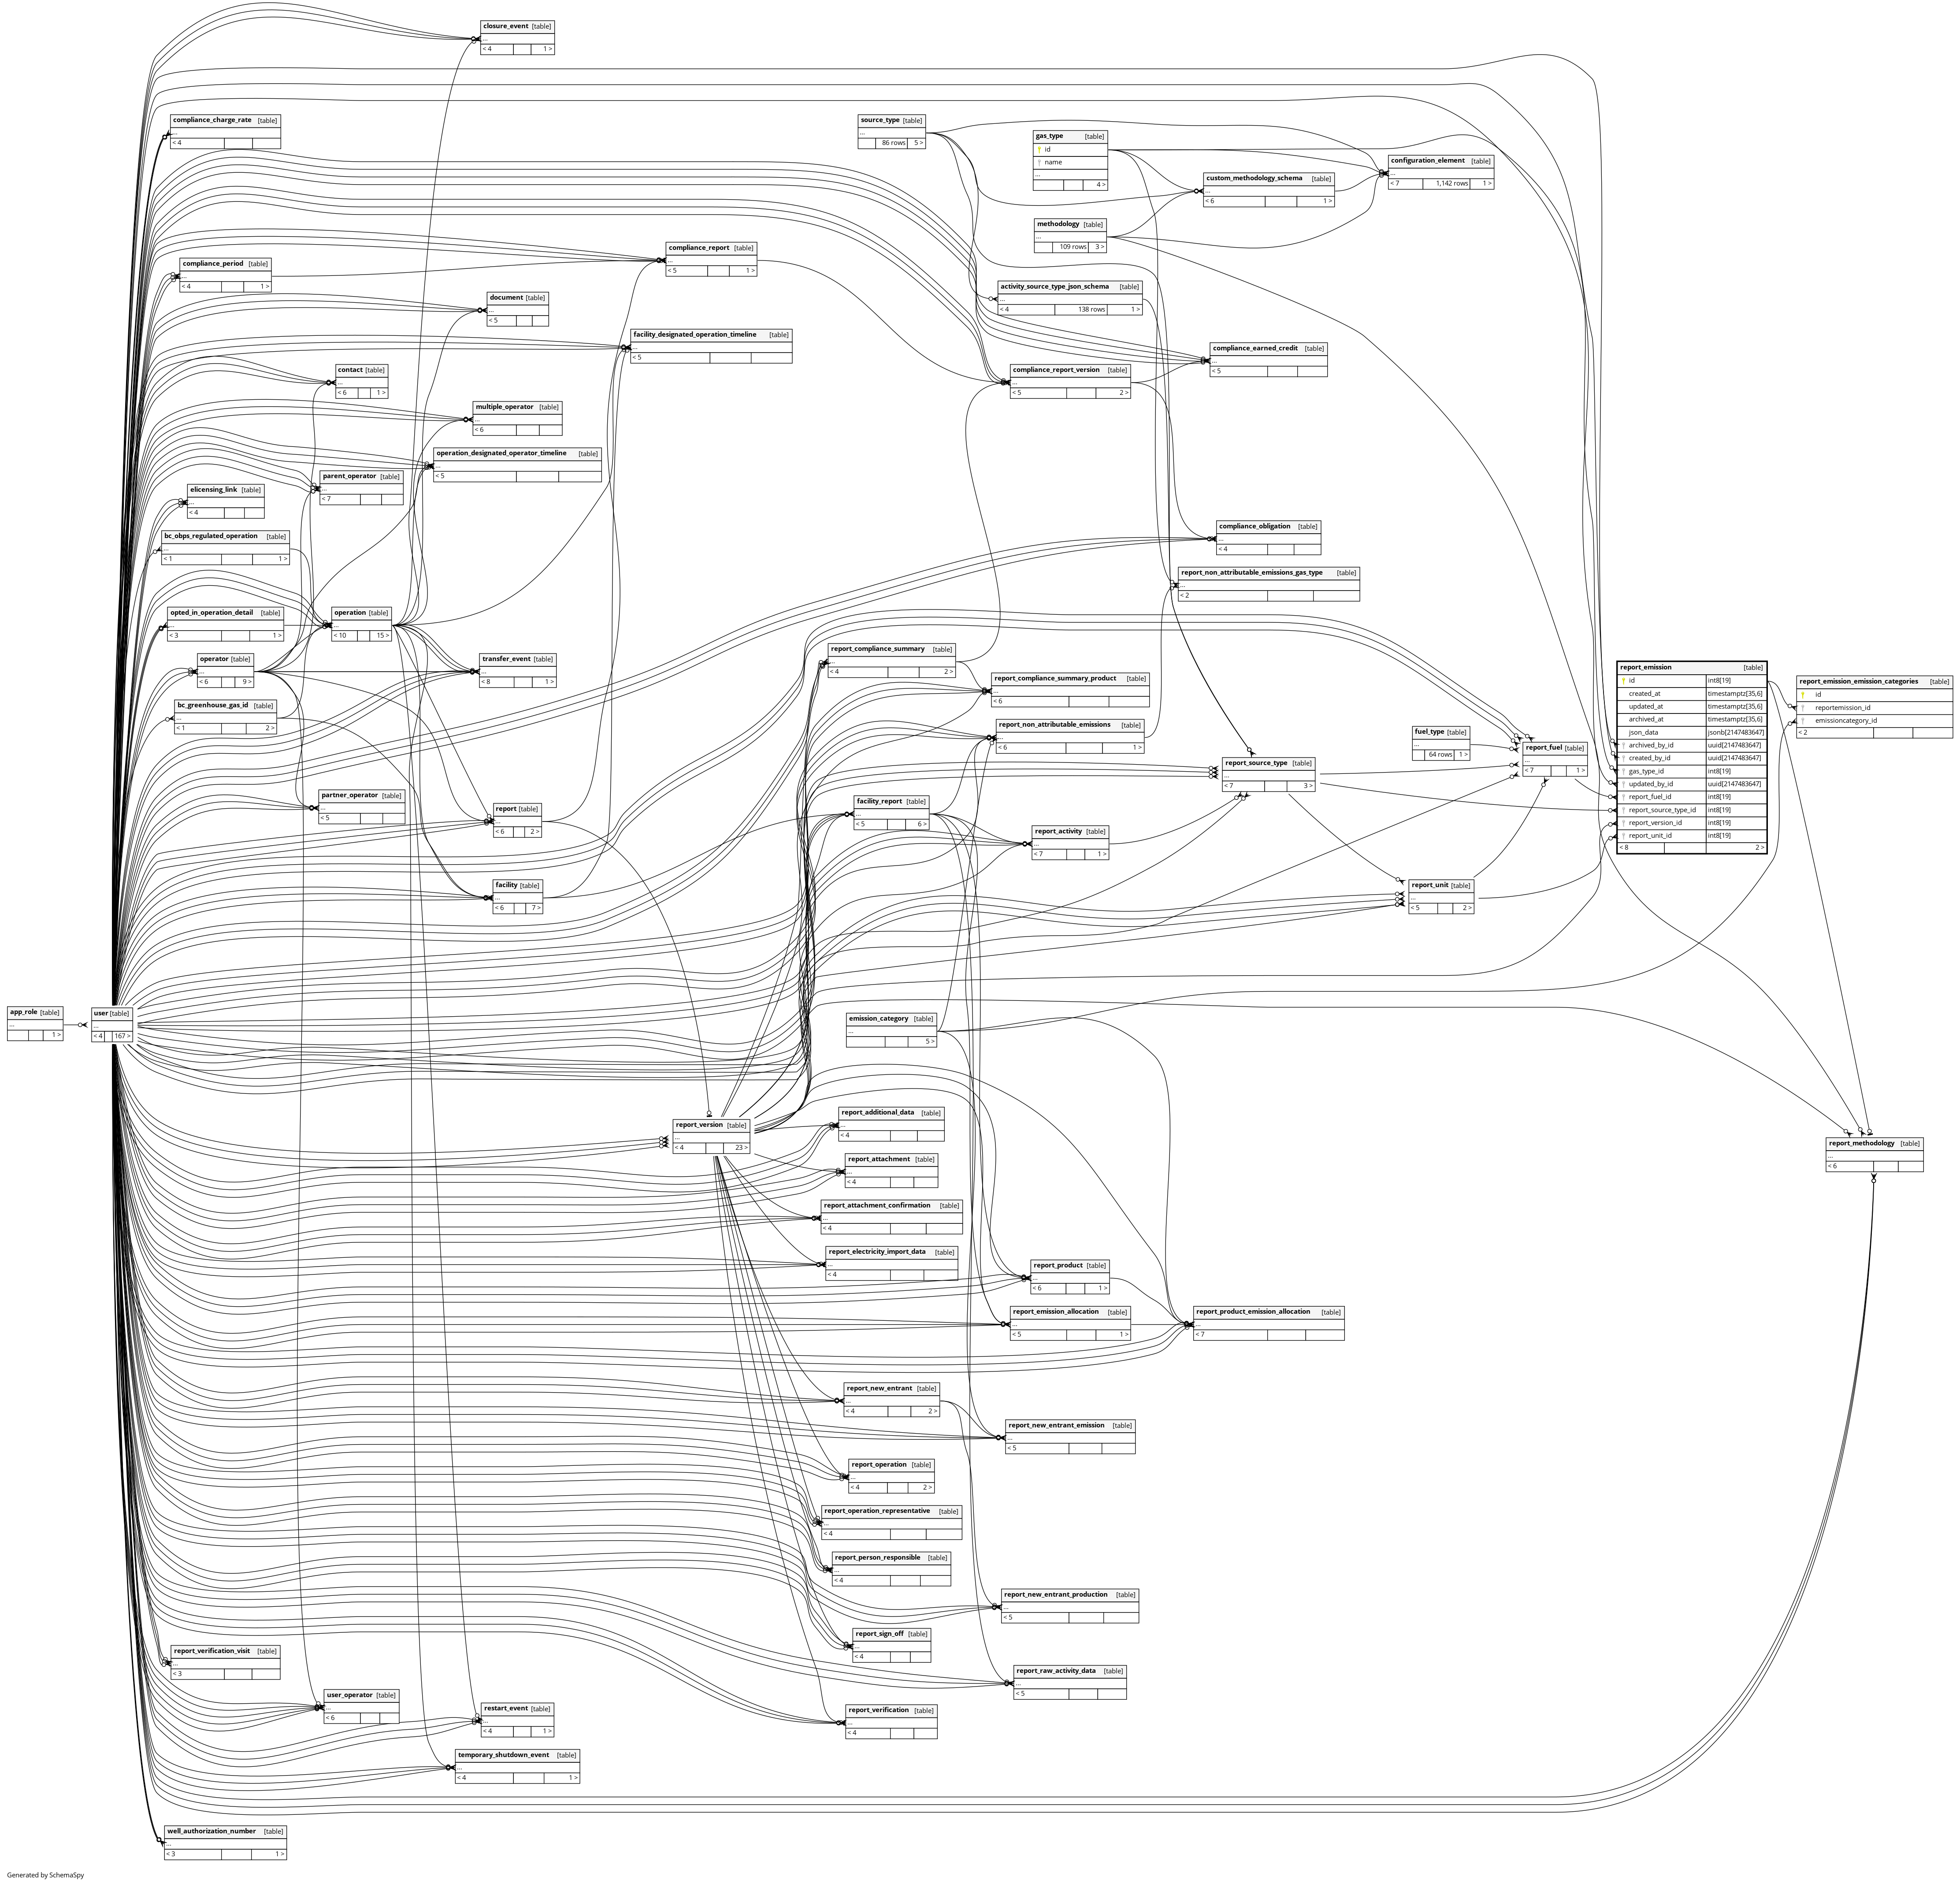 closure_event [table]
...
< 4 1 >
compliance_charge_rate [table]
...
< 4
source_type [table]
...
86 rows 5 >
gas_type [table]
id
name
...
4 >
configuration_element [table]
...
< 7 1,142 rows 1 >
custom_methodology_schema [table]
...
< 6 1 >
methodology [table]
...
109 rows 3 >
compliance_report [table]
...
< 5 1 >
compliance_period [table]
...
< 4 1 >
document [table]
...
< 5
activity_source_type_json_schema [table]
...
< 4 138 rows 1 >
facility_designated_operation_timeline [table]
...
< 5
compliance_earned_credit [table]
...
< 5
contact [table]
...
< 6 1 >
compliance_report_version [table]
...
< 5 2 >
multiple_operator [table]
...
< 6
operation_designated_operator_timeline [table]
...
< 5
parent_operator [table]
...
< 7
elicensing_link [table]
...
< 4
bc_obps_regulated_operation [table]
...
< 1 1 >
compliance_obligation [table]
...
< 4
report_non_attributable_emissions_gas_type [table]
...
< 2
opted_in_operation_detail [table]
...
< 3 1 >
operation [table]
...
< 10 15 >
operator [table]
...
< 6 9 >
transfer_event [table]
...
< 8 1 >
report_compliance_summary [table]
...
< 4 2 >
report_compliance_summary_product [table]
...
< 6
bc_greenhouse_gas_id [table]
...
< 1 2 >
report_non_attributable_emissions [table]
...
< 6 1 >
report_emission [table]
id int8[19]
created_at timestamptz[35,6]
updated_at timestamptz[35,6]
archived_at timestamptz[35,6]
json_data jsonb[2147483647]
archived_by_id uuid[2147483647]
created_by_id uuid[2147483647]
gas_type_id int8[19]
updated_by_id uuid[2147483647]
report_fuel_id int8[19]
report_source_type_id int8[19]
report_version_id int8[19]
report_unit_id int8[19]
< 8 2 >
report_emission_emission_categories [table]
id
reportemission_id
emissioncategory_id
< 2
fuel_type [table]
...
64 rows 1 >
report_fuel [table]
...
< 7 1 >
report_source_type [table]
...
< 7 3 >
partner_operator [table]
...
< 5
report [table]
...
< 6 2 >
facility_report [table]
...
< 5 6 >
report_activity [table]
...
< 7 1 >
facility [table]
...
< 6 7 >
report_unit [table]
...
< 5 2 >
app_role [table]
...
1 >
user [table]
...
< 4 167 >
emission_category [table]
...
5 >
report_version [table]
...
< 4 23 >
report_additional_data [table]
...
< 4
report_methodology [table]
...
< 6
report_attachment [table]
...
< 4
report_attachment_confirmation [table]
...
< 4
report_electricity_import_data [table]
...
< 4
report_product [table]
...
< 6 1 >
report_emission_allocation [table]
...
< 5 1 >
report_product_emission_allocation [table]
...
< 7
report_new_entrant [table]
...
< 4 2 >
report_new_entrant_emission [table]
...
< 5
report_operation [table]
...
< 4 2 >
report_operation_representative [table]
...
< 4
report_person_responsible [table]
...
< 4
report_new_entrant_production [table]
...
< 5
report_sign_off [table]
...
< 4
report_verification_visit [table]
...
< 3
report_raw_activity_data [table]
...
< 5
user_operator [table]
...
< 6
restart_event [table]
...
< 4 1 >
report_verification [table]
...
< 4
temporary_shutdown_event [table]
...
< 4 1 >
well_authorization_number [table]
...
< 3 1 >
Generated by SchemaSpy